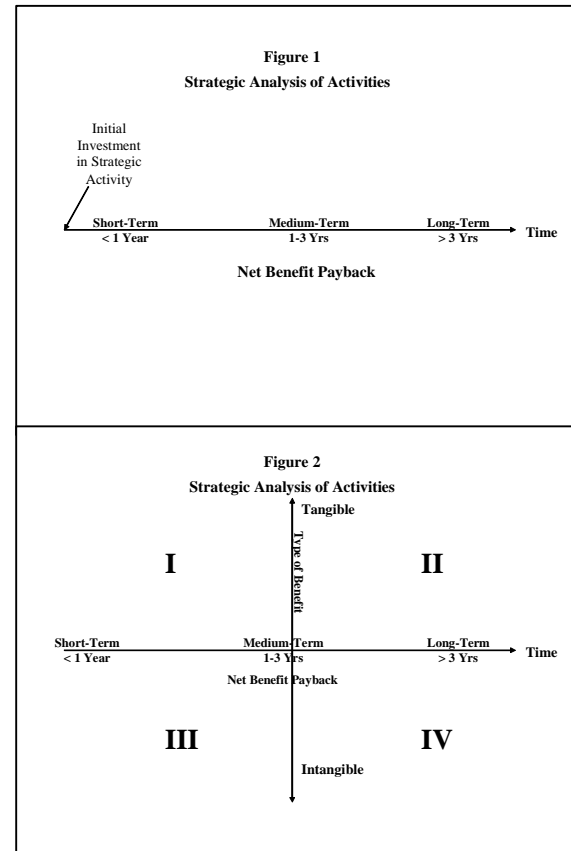 Figure 1
Strategic Analysis of Activities
Initial
Investment
in Strategic
Activity
Short-Term
Medium-Term
Long-Term
< 1 Year
1-3 Yrs
> 3 Yrs
Time
Net Benefit Payback
Figure 2
Strategic Analysis of Activities
Tangible
Type of Benefit
I
II
Short-Term
Medium-Term
Long-Term
< 1 Year
1-3 Yrs
> 3 Yrs
Time
Net Benefit Payback
III
IV
Intangible